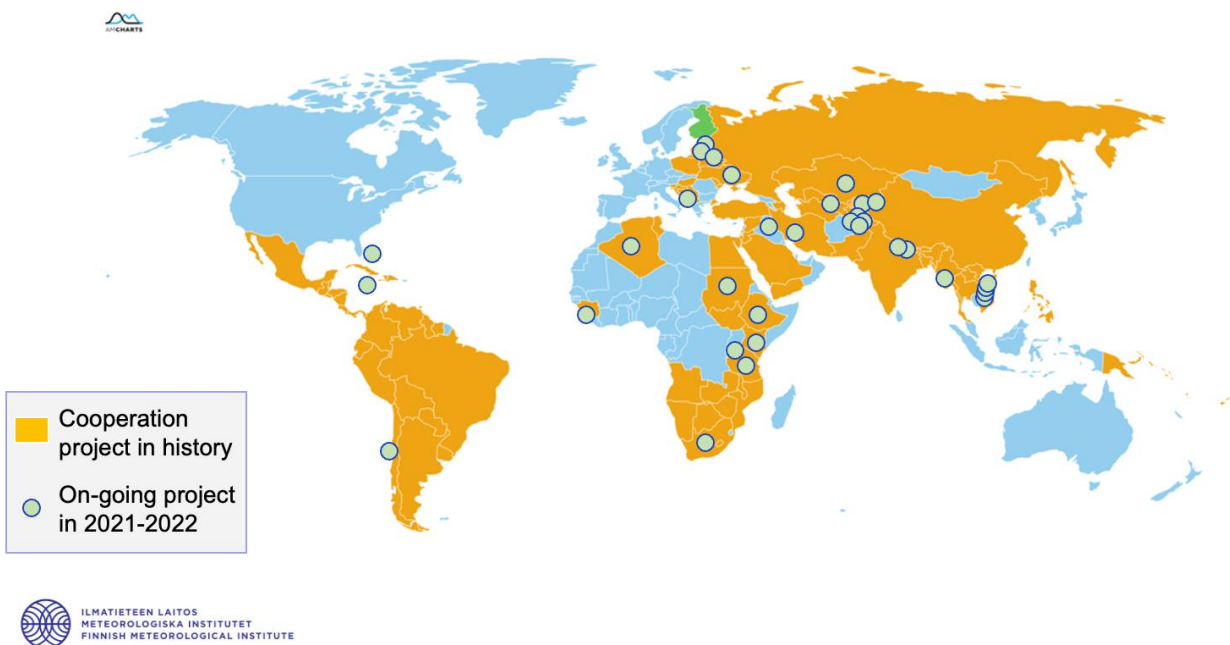 AMCHARTS
Cooperation
project in history
On-going project
in 2021-2022
ILMATIETEEN LAITOS
METEOROLOGISKA INSTITUTET
FINNISH METEOROLOGICAL INSTITUTE